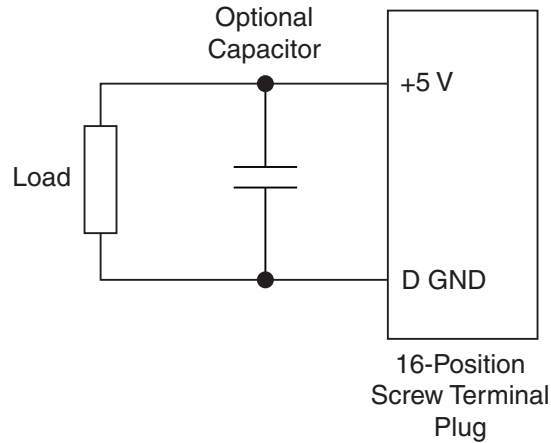 Optional
Capacitor
+5 V
Load
D GND
16-Position
Screw Terminal
Plug